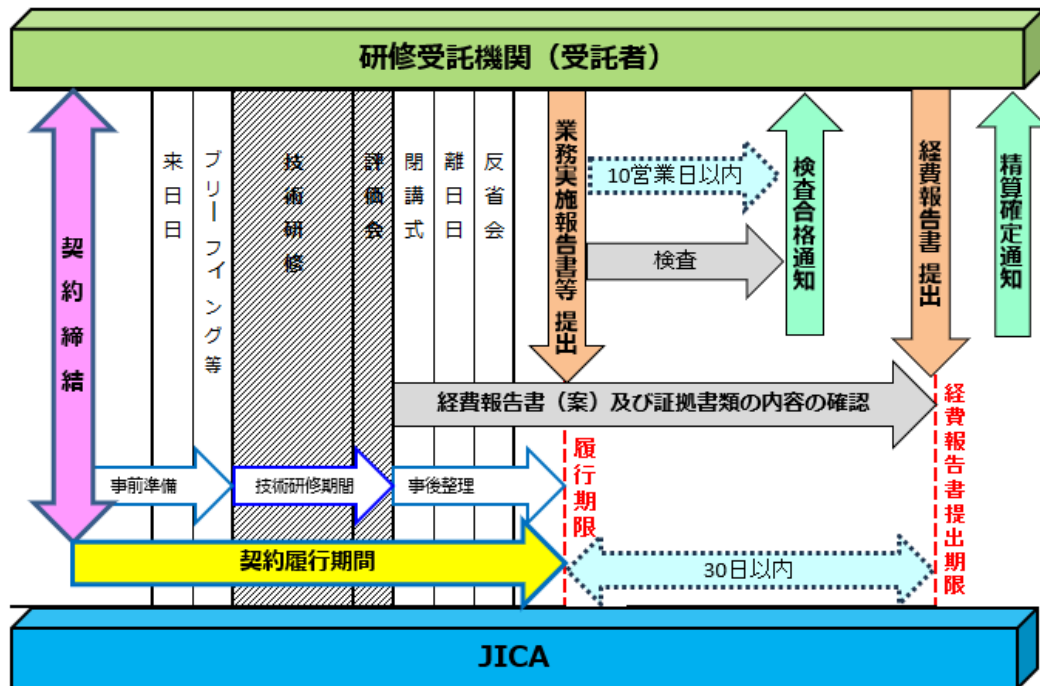 研修受託機関（受託者）
契約締結
来日日
ブリーフイング等
技術研修
評価会
閉講式
離日日
反省会
業務実施報告書等 提出
10営業日以内
検査
検査合格通知
経費報告書 提出
精算確定通知
経費報告書（案）及び証拠書類の内容の確認
事前準備
技術研修期間
事後整理
履行期限
経費報告書提出期限
契約履行期間
30日以内
JICA